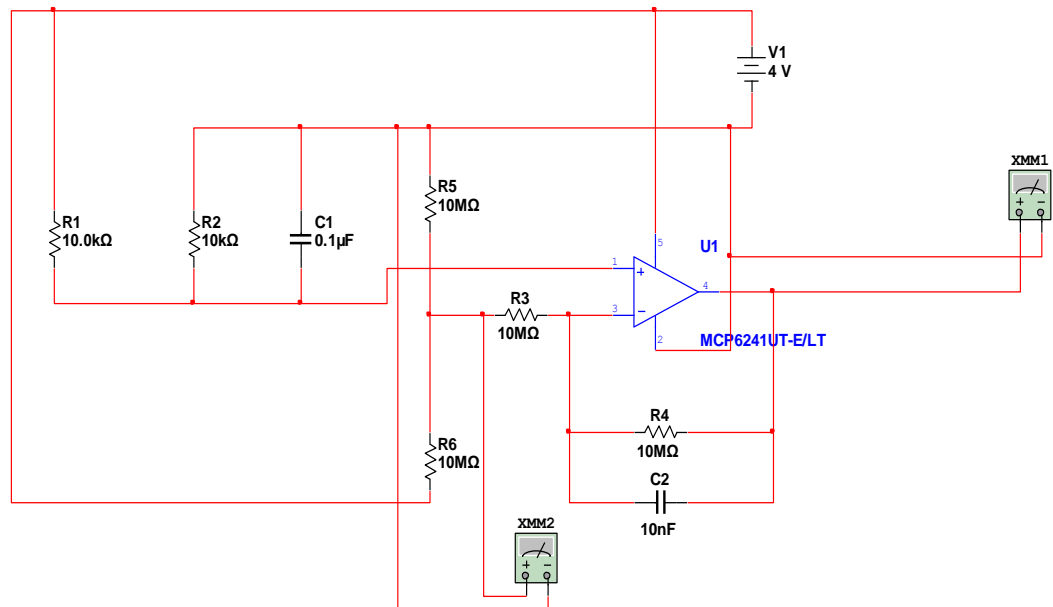 V1
4 V
XMM1
+ -
R5
10MΩ
R1
10.0kΩ
R2
10kΩ
C1
0.1µF
U1
5
1
+
4
R3
10MΩ
3
−
2
MCP6241UT-E/LT
R4
10MΩ
R6
10MΩ
C2
10nF
XMM2
+ -